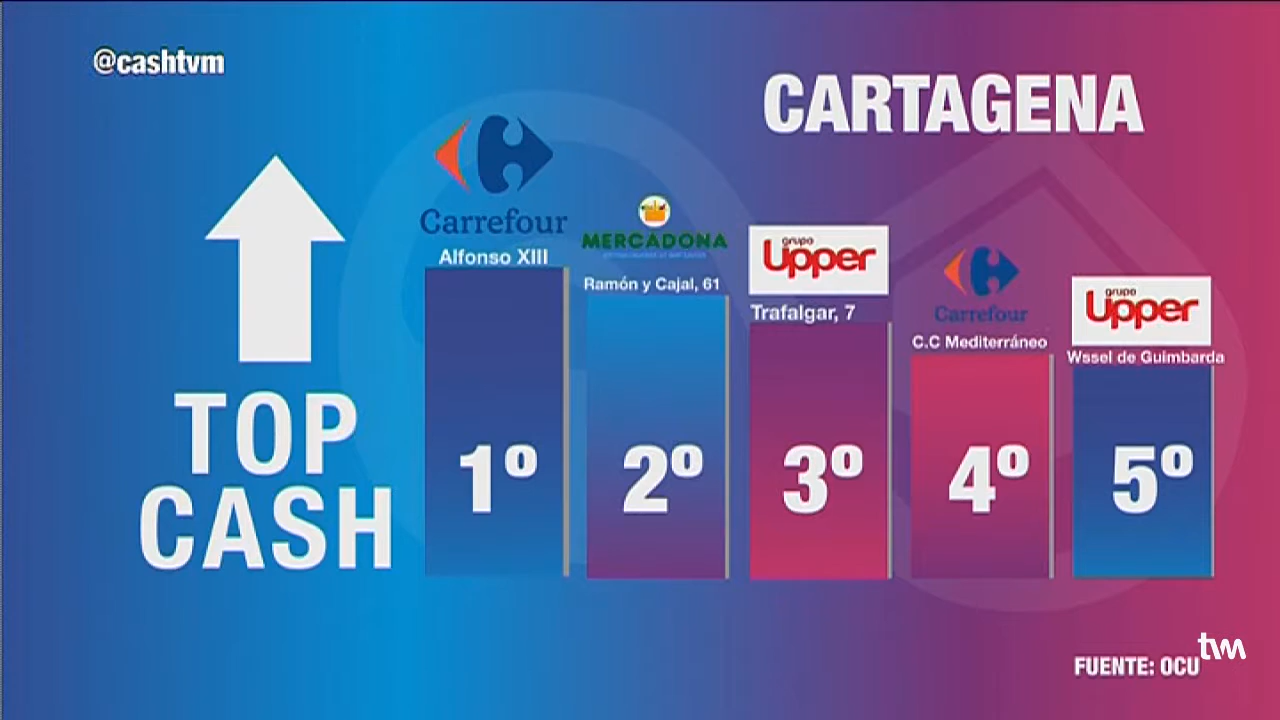 @cashtvm
CARTAGENA
TOP
CASH
Carrefour
Alfonso XIII
1º
MERCADONA
Ramón y Cajal, 61
2º
grupo
Upper
Trafalgar, 7
3º
Carrefour
C.C Mediterráneo
4º
grupo
Upper
Wssel de Guimbarda
5º
FUENTE: OCU
tvm